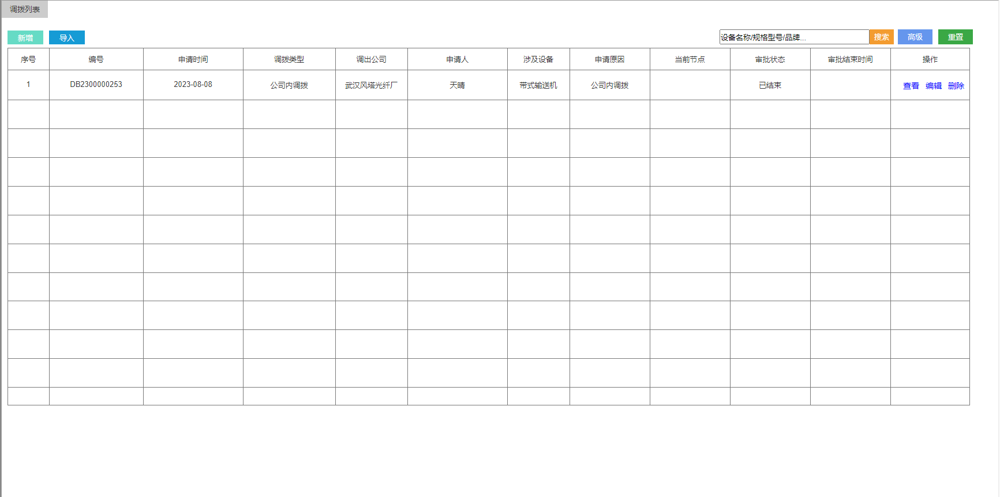 调拨列表
新增 导入 设备名称/规格型号/品牌... 搜索 高级 重置
序号 编号 申请时间 调拨类型 调出公司 申请人 涉及设备 申请原因 当前节点 审批状态 审批结束时间 操作
1 DB2300000253 2023-08-08 公司内调拨 武汉风塔光纤厂 天晴 带式输送机 公司内调拨 已结束 查看 编辑 删除